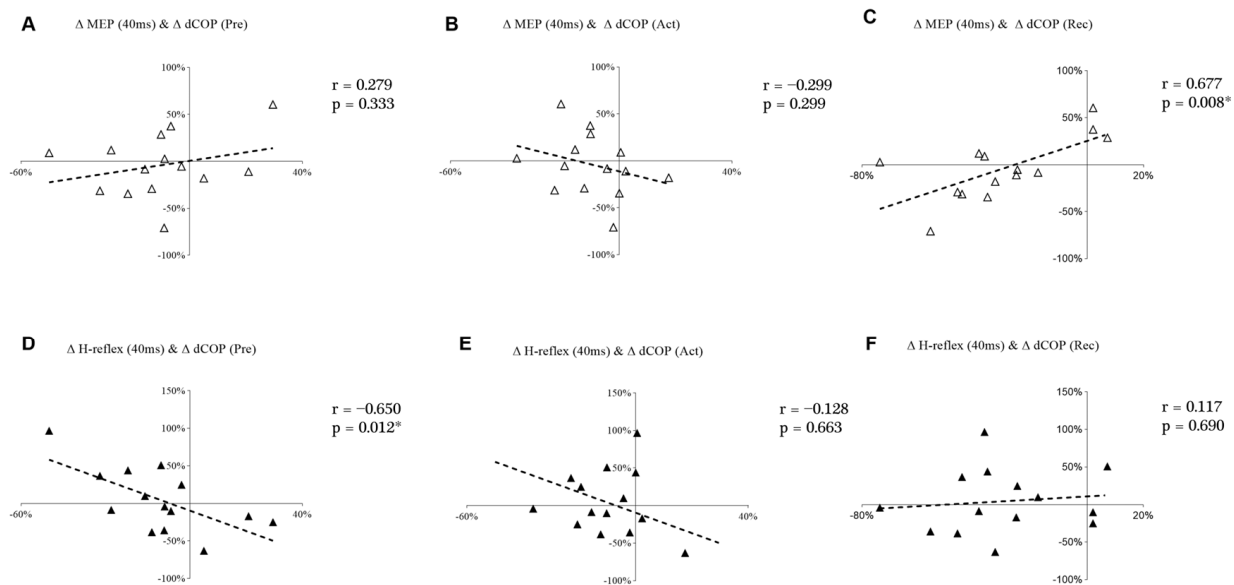 A
Δ MEP (40ms) & Δ dCOP (Pre)
100%
50%
-60%
40%
-50%
-100%
r = 0.279
p = 0.333
B
Δ MEP (40ms) & Δ dCOP (Act)
100%
50%
-60%
40%
-50%
-100%
r = −0.299
p = 0.299
C
Δ MEP (40ms) & Δ dCOP (Rec)
100%
50%
-80%
20%
-50%
-100%
r = 0.677
p = 0.008*
D
Δ H-reflex (40ms) & Δ dCOP (Pre)
150%
100%
50%
-60%
40%
-50%
-100%
r = −0.650
p = 0.012*
E
Δ H-reflex (40ms) & Δ dCOP (Act)
150%
100%
50%
-60%
40%
-50%
-100%
r = −0.128
p = 0.663
F
Δ H-reflex (40ms) & Δ dCOP (Rec)
150%
100%
50%
-80%
20%
-50%
-100%
r = 0.117
p = 0.690